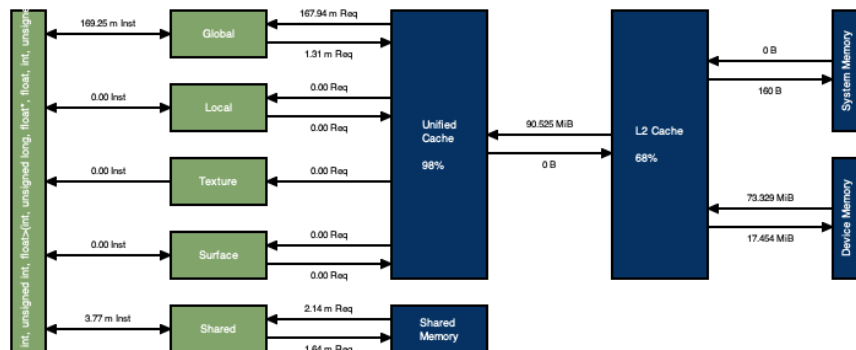 int, unsigned int, float>(int, unsigned long, float*, float, int, unsigned
169.25 m Inst
Global
167.94 m Req
1.31 m Req
0.00 Inst
Local
0.00 Req
0.00 Req
0.00 Inst
Texture
0.00 Req
0.00 Inst
Surface
0.00 Req
0.00 Req
3.77 m Inst
Shared
2.14 m Req
1.64 m Req
Unified
Cache
98%
Shared
Memory
90.525 MiB
0 B
L2 Cache
68%
0 B
160 B
System Memory
73.329 MiB
17.454 MiB
Device Memory